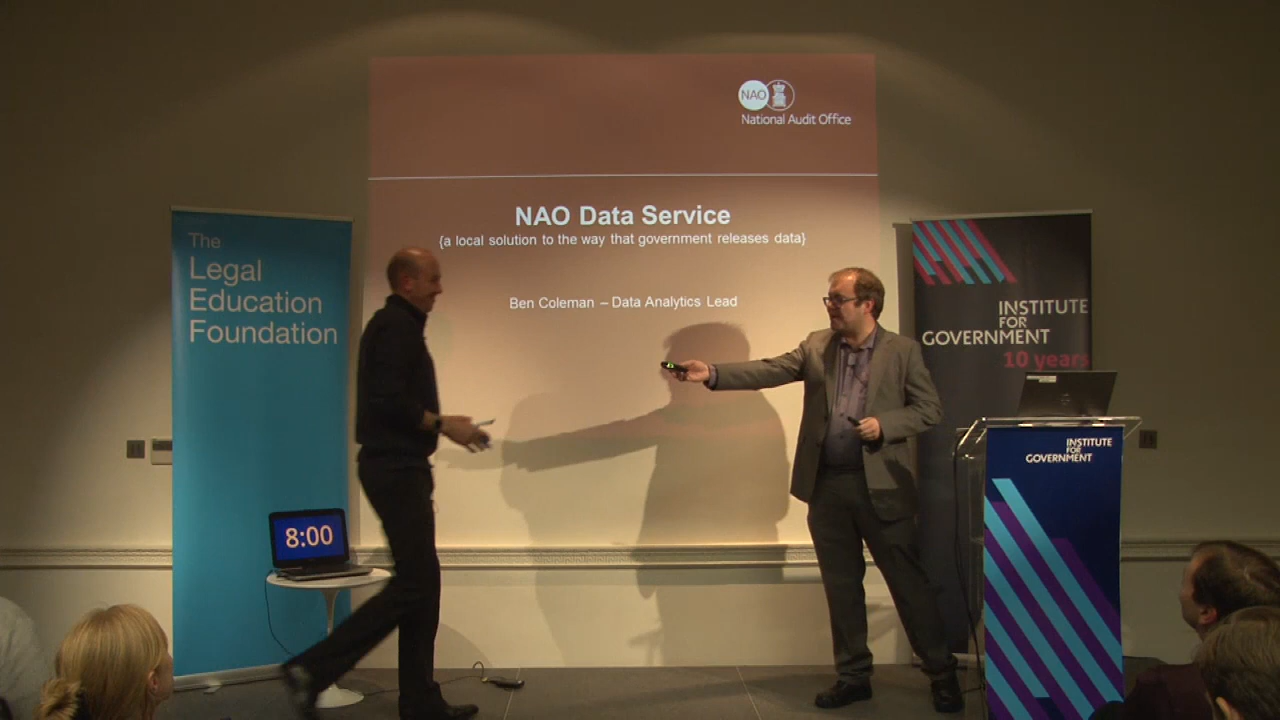 NAO
National Audit Office
NAO Data Service
{a local solution to the way that government releases data}
Ben Coleman – Data Analytics Lead
The
Legal
Education
Foundation
8:00
INSTITUTE
FOR
GOVERNMENT
10 years
INSTITUTE
FOR
GOVERNMENT